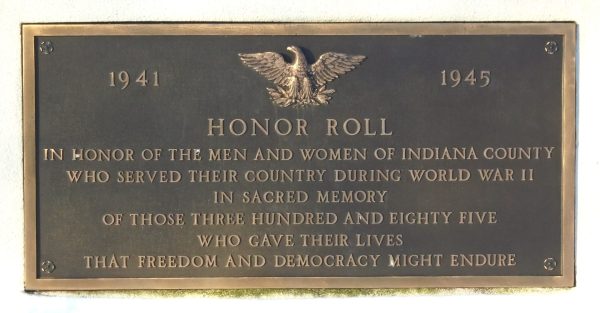 1941 1945
HONOR ROLL
IN HONOR OF THE MEN AND WOMEN OF INDIANA COUNTY
WHO SERVED THEIR COUNTRY DURING WORLD WAR II
IN SACRED MEMORY
OF THOSE THREE HUNDRED AND EIGHTY FIVE
WHO GAVE THEIR LIVES
THAT FREEDOM AND DEMOCRACY MIGHT ENDURE